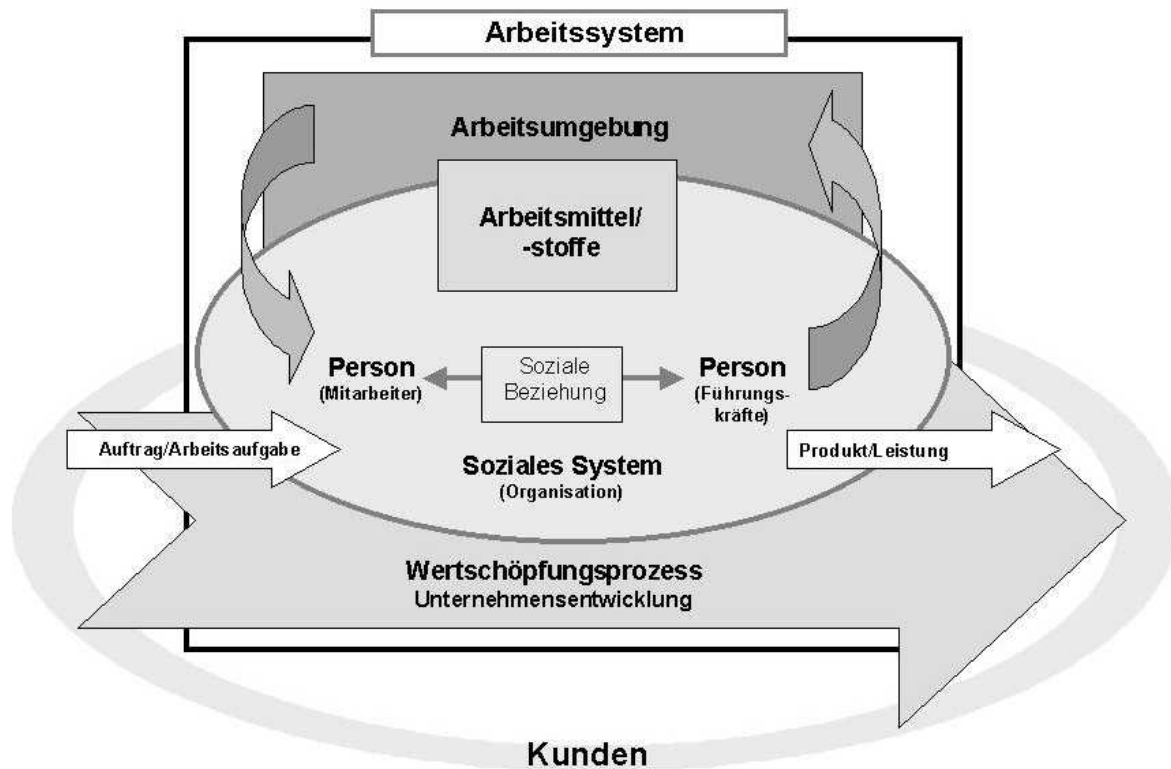 Arbeitssystem
Arbeitsumgebung
Arbeitsmittel/
-stoffe
Person
(Mitarbeiter)
Soziale
Beziehung
Person
(Führungs-
kräfte)
Auftrag/Arbeitsaufgabe
Produkt/Leistung
Soziales System
(Organisation)
Wertschöpfungsprozess
Unternehmensentwicklung
Kunden